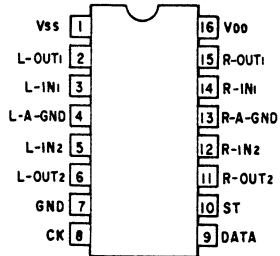 Vss 1 16 VDD
L-OUT1 2 15 R-OUT1
L-IN1 3 14 R-IN1
L-A-GND 4 13 R-A-GND
L-IN2 5 12 R-IN2
L-OUT2 6 11 R-OUT2
GND 7 10 ST
CK 8 9 DATA